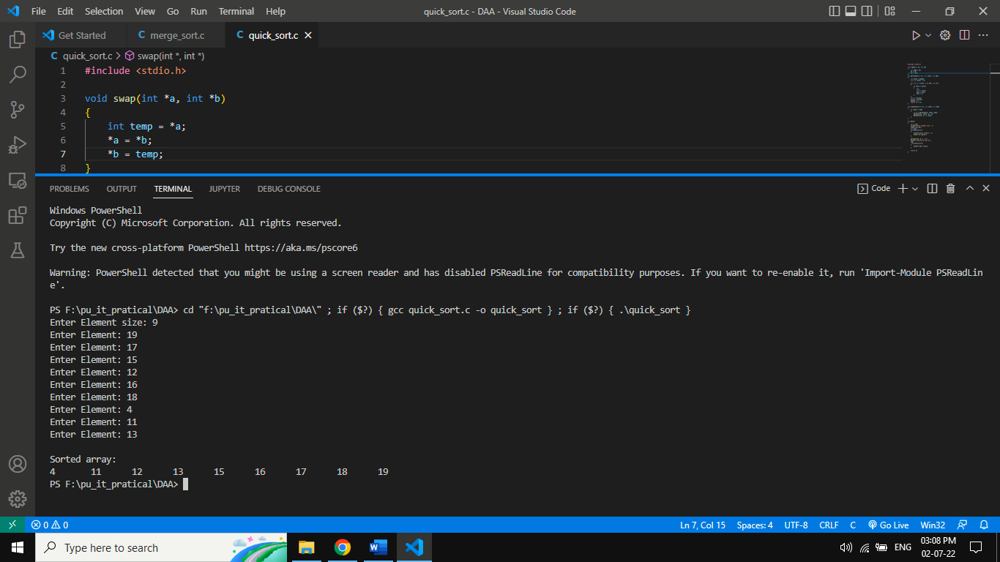 File Edit Selection View Go Run Terminal Help quick_sort.c - DAA - Visual Studio Code
Get Started C merge_sort.c C quick_sort.c
C quick_sort.c > swap(int *, int *)
1 #include <stdio.h>
2
3 void swap(int *a, int *b)
4 {
5 int temp = *a;
6 *a = *b;
7 *b = temp;
8 }
PROBLEMS OUTPUT TERMINAL JUPYTER DEBUG CONSOLE Code
Windows PowerShell
Copyright (C) Microsoft Corporation. All rights reserved.
Try the new cross-platform PowerShell https://aka.ms/pscore6
Warning: PowerShell detected that you might be using a screen reader and has disabled PSReadLine for compatibility purposes. If you want to re-enable it, run 'Import-Module PSReadLin
e'.
PS F:\pu_it_pratical\DAA> cd "f:\pu_it_pratical\DAA\" ; if ($?) { gcc quick_sort.c -o quick_sort } ; if ($?) { .\quick_sort }
Enter Element size: 9
Enter Element: 19
Enter Element: 17
Enter Element: 15
Enter Element: 12
Enter Element: 16
Enter Element: 18
Enter Element: 4
Enter Element: 11
Enter Element: 13
Sorted array:
4 11 12 13 15 16 17 18 19
PS F:\pu_it_pratical\DAA>
0 0 Ln 7, Col 15 Spaces: 4 UTF-8 CRLF C Go Live Win32
Type here to search ENG 03:08 PM
02-07-22